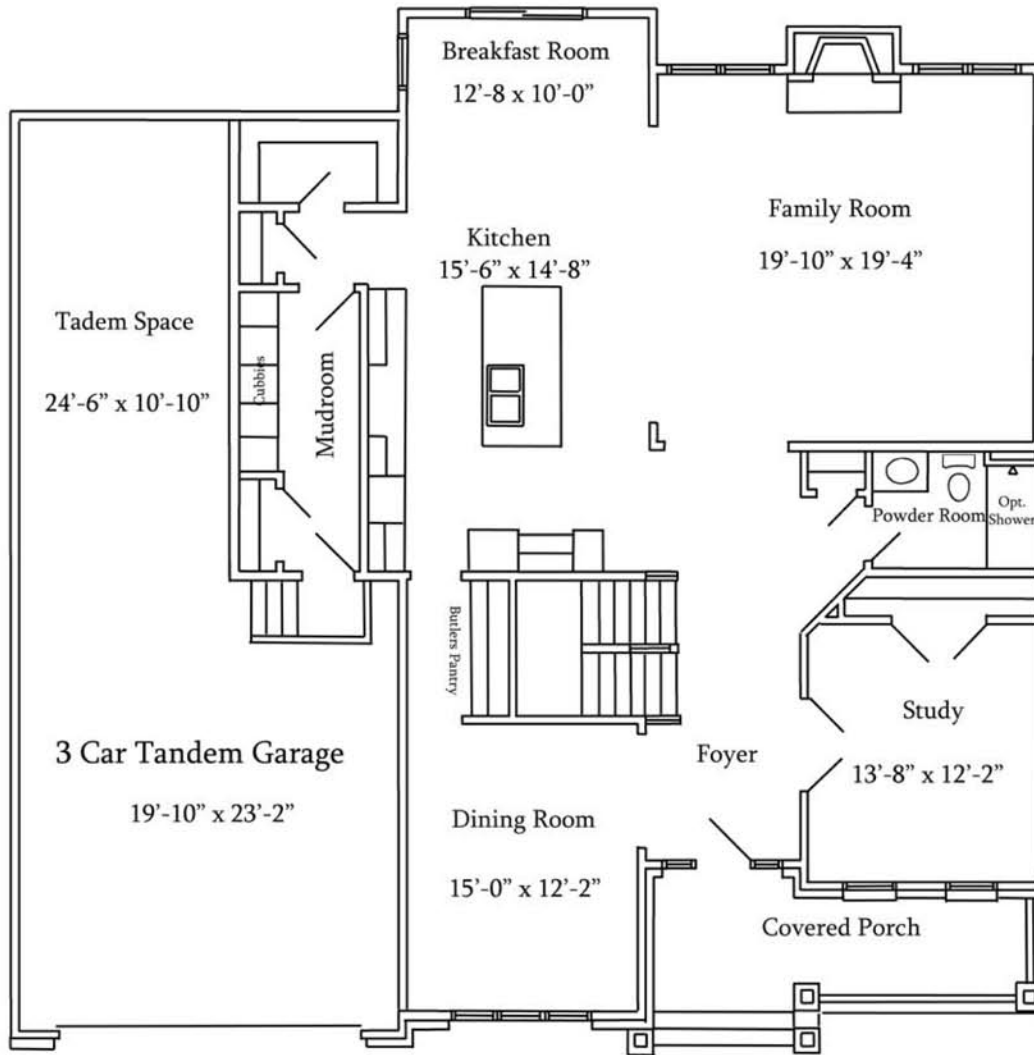 Breakfast Room
12’-8 x 10’-0”
Family Room
19’-10” x 19’-4”
Kitchen
15’-6” x 14’-8”
Tadem Space
24’-6” x 10’-10”
Cubbies
Mudroom
Powder Room
Opt.
Shower
Butlers Pantry
Study
13’-8” x 12’-2”
Foyer
3 Car Tandem Garage
19’-10” x 23’-2”
Dining Room
15’-0” x 12’-2”
Covered Porch